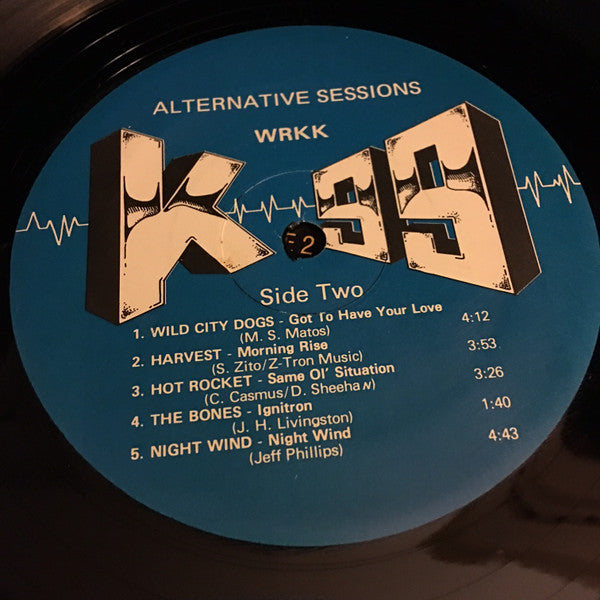 ALTERNATIVE SESSIONS
WRKK
K 99
Side Two
1. WILD CITY DOGS - Got To Have Your Love 4:12
(M. S. Matos)
2. HARVEST - Morning Rise 3:53
(S. Zito/Z-Tron Music)
3. HOT ROCKET - Same Ol' Situation 3:26
(C. Casmus/D. Sheehan)
4. THE BONES - Ignitron 1:40
(J. H. Livingston)
5. NIGHT WIND - Night Wind 4:43
(Jeff Phillips)